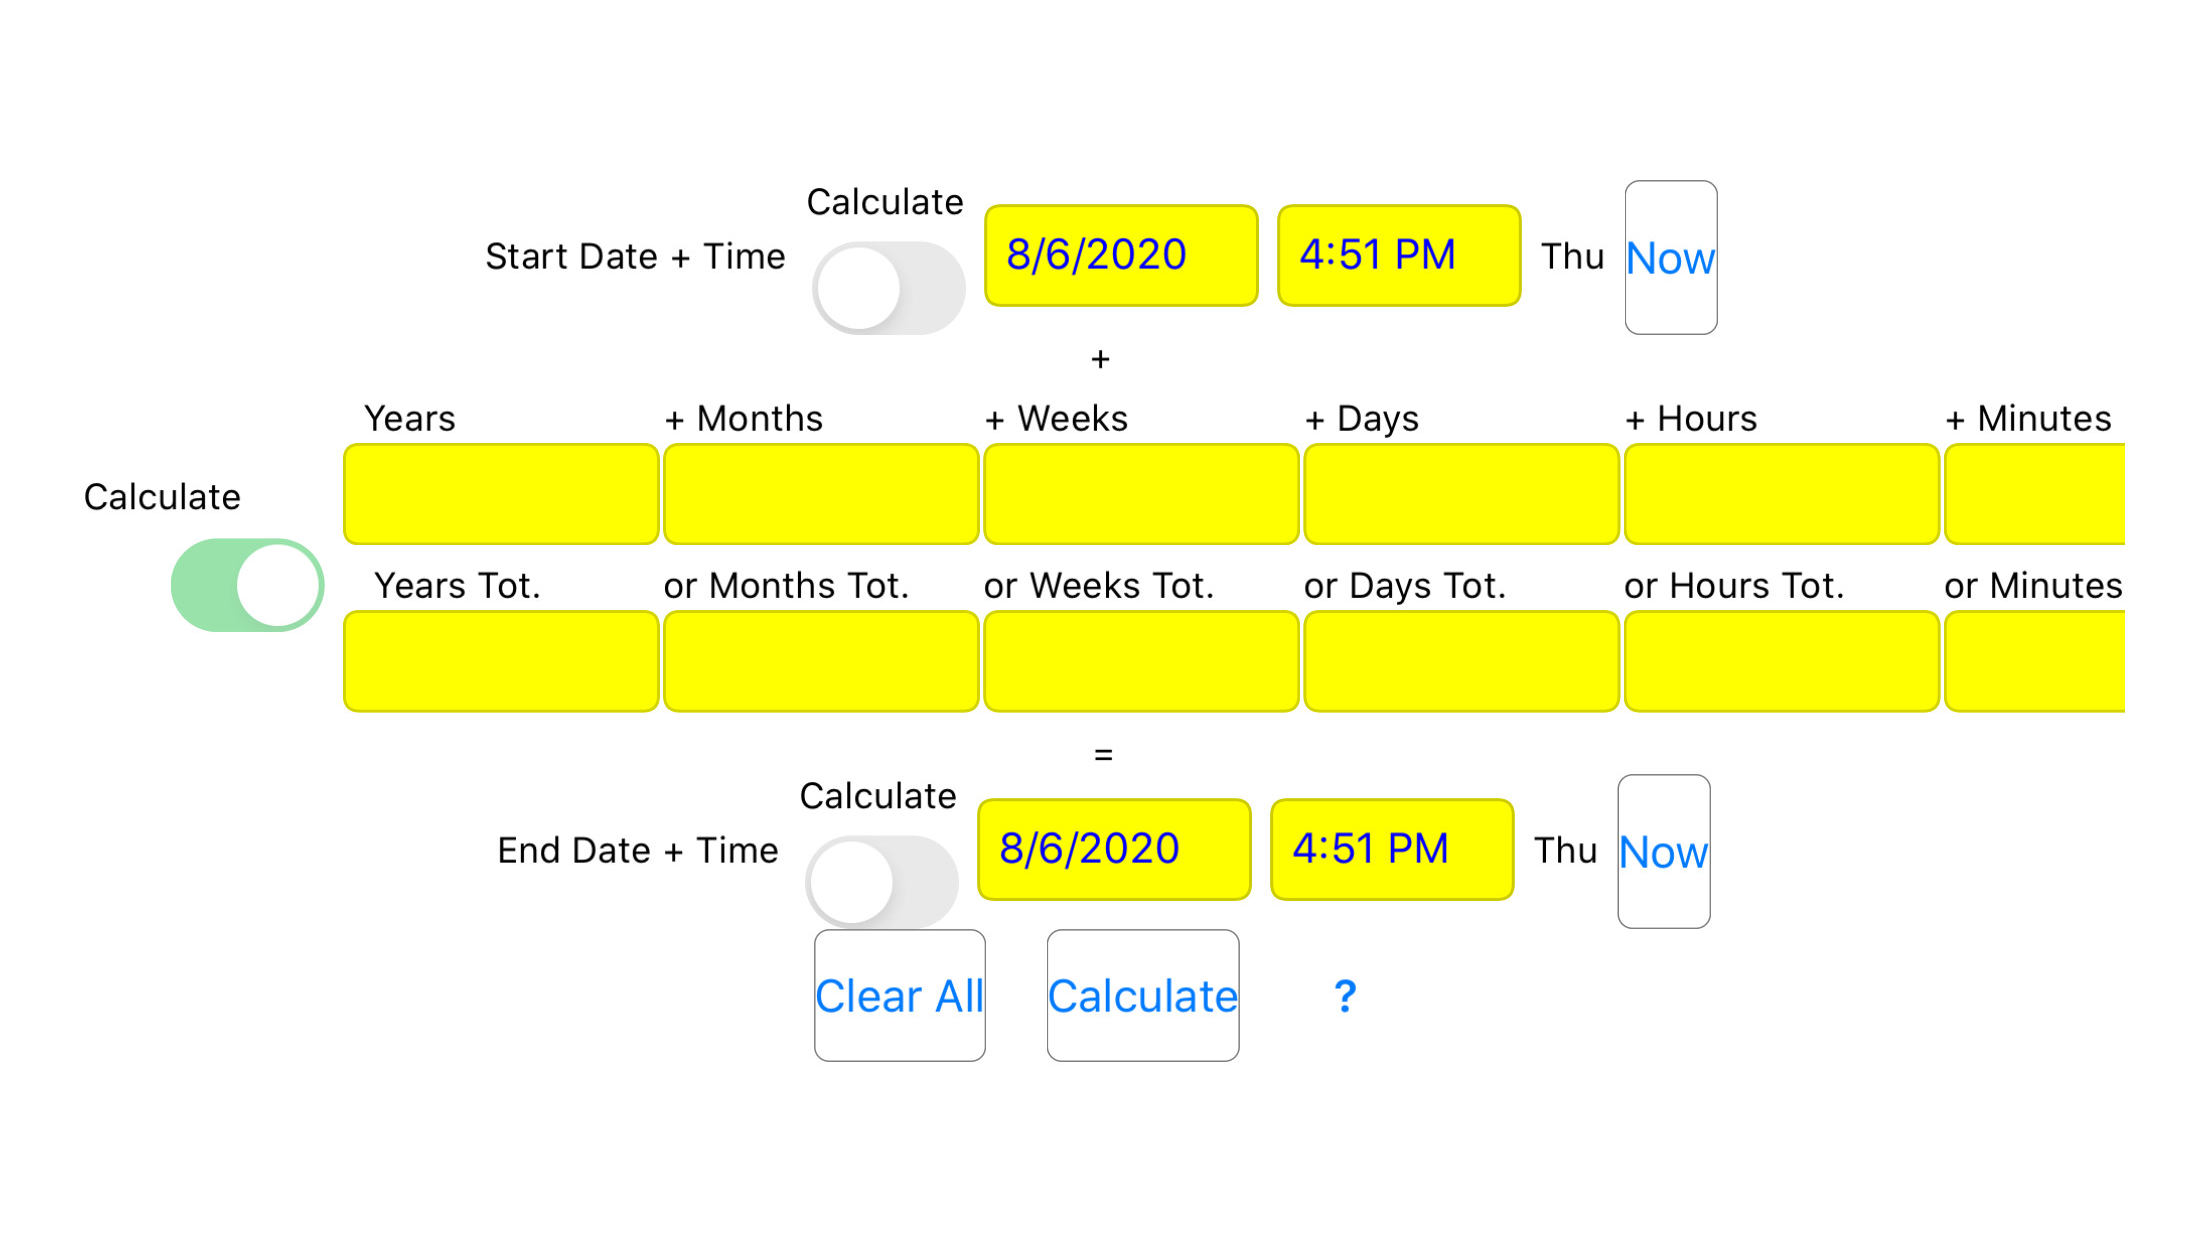 Calculate
Start Date + Time 8/6/2020 4:51 PM Thu Now
+
Years + Months + Weeks + Days + Hours + Minutes
Calculate
Years Tot. or Months Tot. or Weeks Tot. or Days Tot. or Hours Tot. or Minutes
=
Calculate
End Date + Time 8/6/2020 4:51 PM Thu Now
Clear All Calculate ?